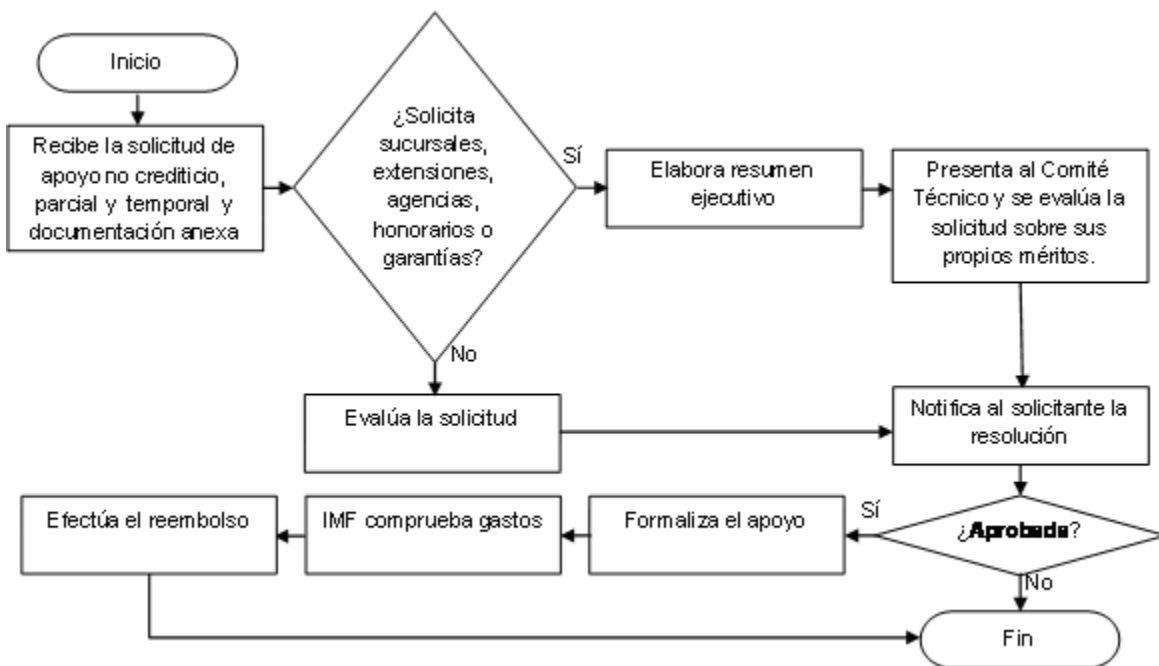 Inicio
Recibe la solicitud de
apoyo no crediticio,
parcial y temporal y
documentación anexa
¿Solicita
sucursales,
extensiones,
agencias,
honorarios o
garantías?
Sí
Elabora resumen
ejecutivo
Presenta al Comité
Técnico y se evalúa la
solicitud sobre sus
propios méritos.
No
Evalúa la solicitud
Notifica al solicitante la
resolución
¿Aprobada?
Sí
Formaliza el apoyo
IMF comprueba gastos
Efectúa el reembolso
No
Fin